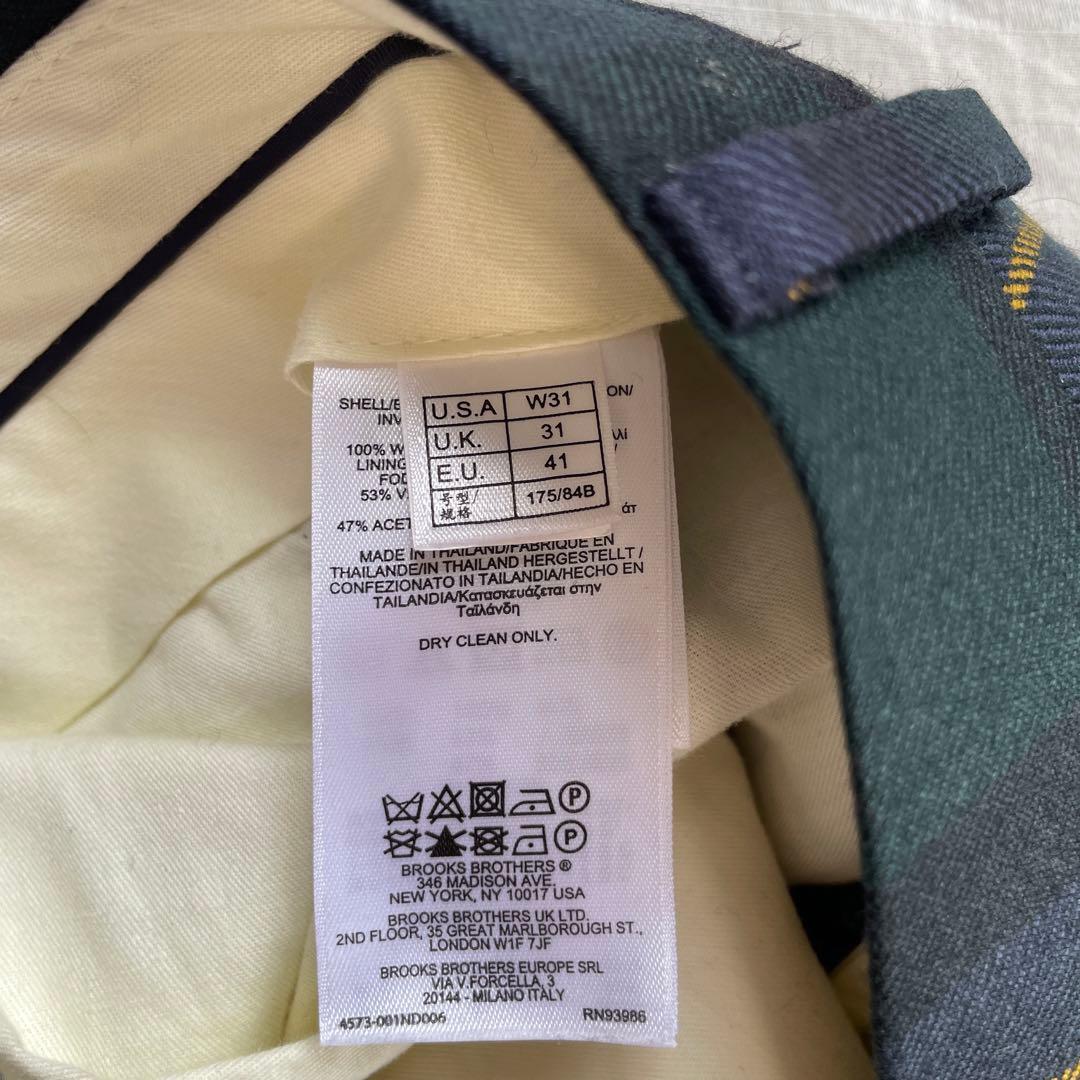 U.S.A W31
U.K. 31
E.U. 41
号型/ 175/84B
规格
SHELL/
ON/
INV
100% W
LINING
53% V
47% ACET
άτ
MADE IN THAILAND/FABRIQUE EN
THAILANDE/IN THAILAND HERGESTELLT /
CONFEZIONATO IN TAILANDIA/HECHO EN
TAILANDIA/Κατασκευάζεται στην
Ταϊλάνδη
DRY CLEAN ONLY.
P
P
BROOKS BROTHERS ®
346 MADISON AVE.
NEW YORK, NY 10017 USA
BROOKS BROTHERS UK LTD.
2ND FLOOR, 35 GREAT MARLBOROUGH ST.,
LONDON W1F 7JF
BROOKS BROTHERS EUROPE SRL
VIA V.FORCELLA, 3
20144 - MILANO ITALY
4573-001ND006 RN93986